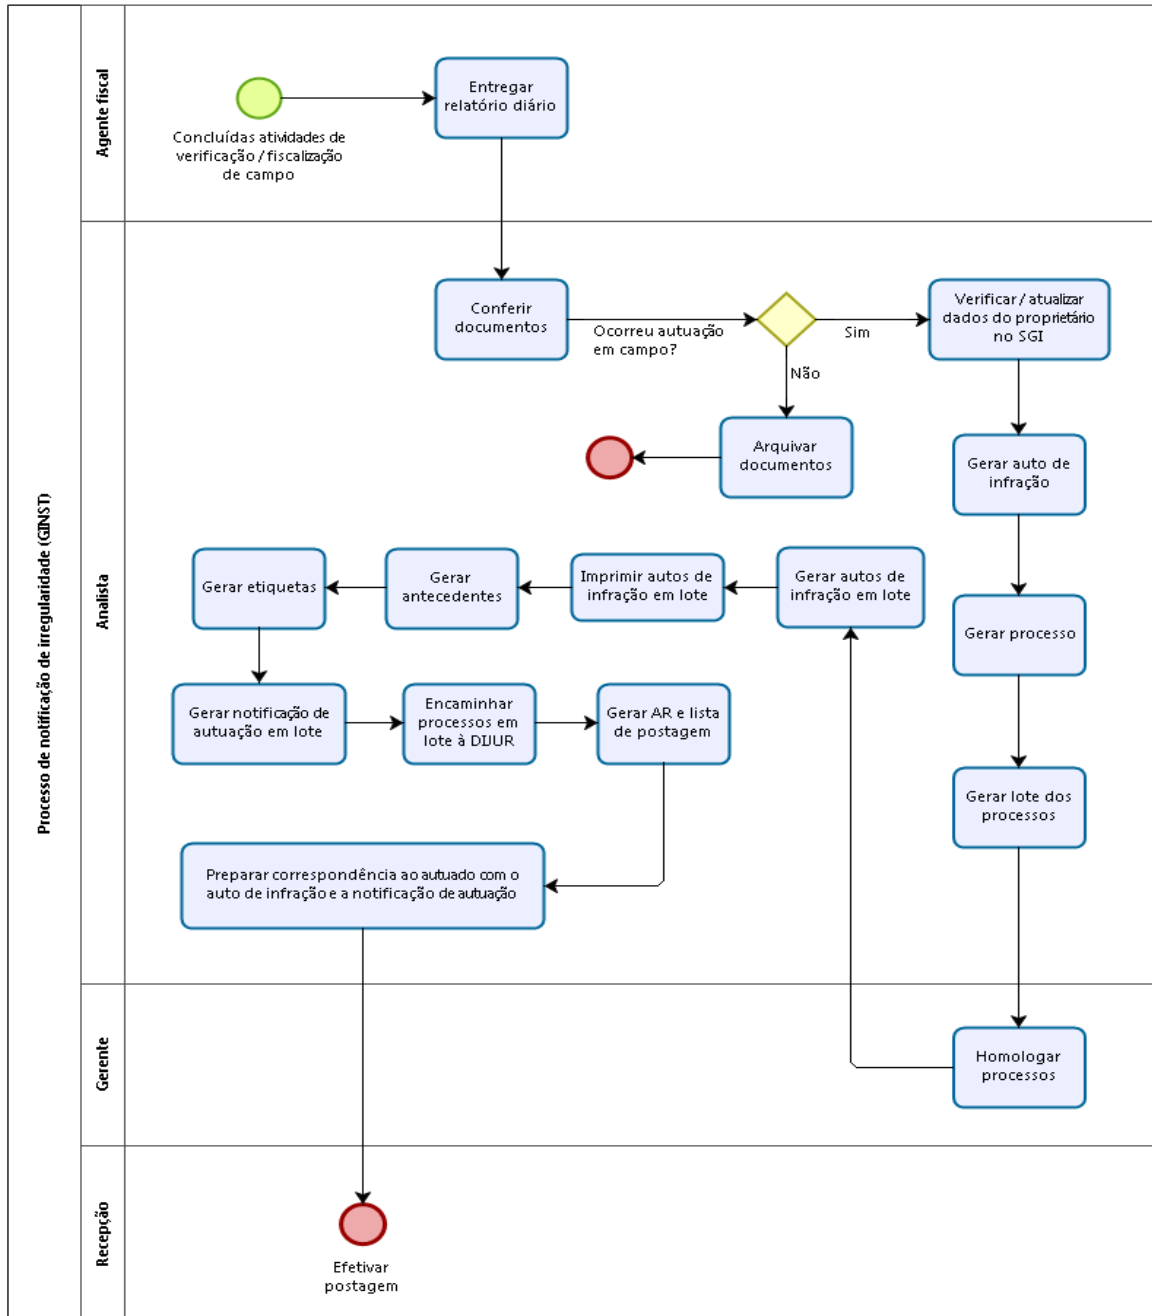 Processo de notificação de irregularidade (GINST)
Agente fiscal
Concluídas atividades de
verificação / fiscalização
de campo
Entregar
relatório diário
Analista
Conferir
documentos
Ocorreu autuação
em campo?
Sim
Não
Verificar / atualizar
dados do proprietário
no SGI
Arquivar
documentos
Gerar auto de
infração
Gerar processo
Gerar lote dos
processos
Gerar autos de
infração em lote
Imprimir autos de
infração em lote
Gerar
antecedentes
Gerar etiquetas
Gerar notificação de
autuação em lote
Encaminhar
processos em
lote à DIJUR
Gerar AR e lista
de postagem
Preparar correspondência ao autuado com o
auto de infração e a notificação de autuação
Gerente
Homologar
processos
Recepção
Efetivar
postagem